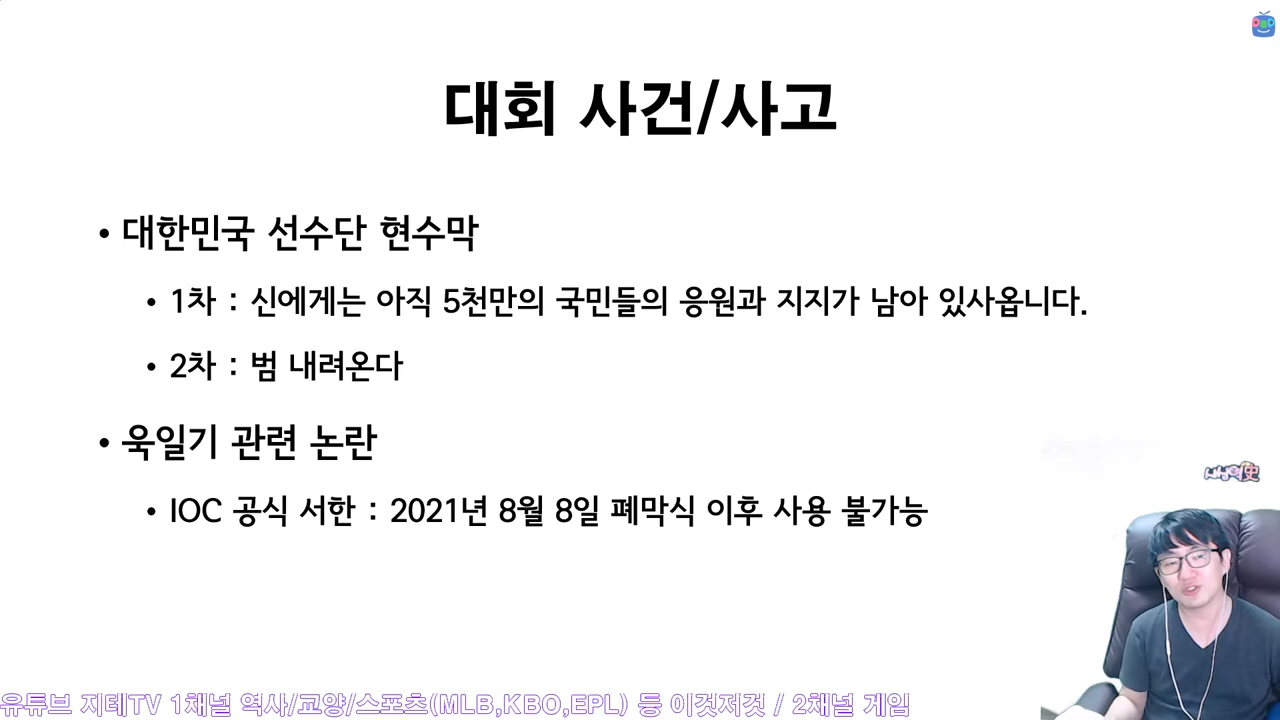 대회 사건/사고
• 대한민국 선수단 현수막
• 1차 : 신에게는 아직 5천만의 국민들의 응원과 지지가 남아 있사옵니다.
• 2차 : 범 내려온다
• 욱일기 관련 논란
• IOC 공식 서한 : 2021년 8월 8일 폐막식 이후 사용 불가능
유튜브 지테TV 1채널 역사/교양/스포츠(MLB,KBO,EPL) 등 이것저것 / 2채널 게임